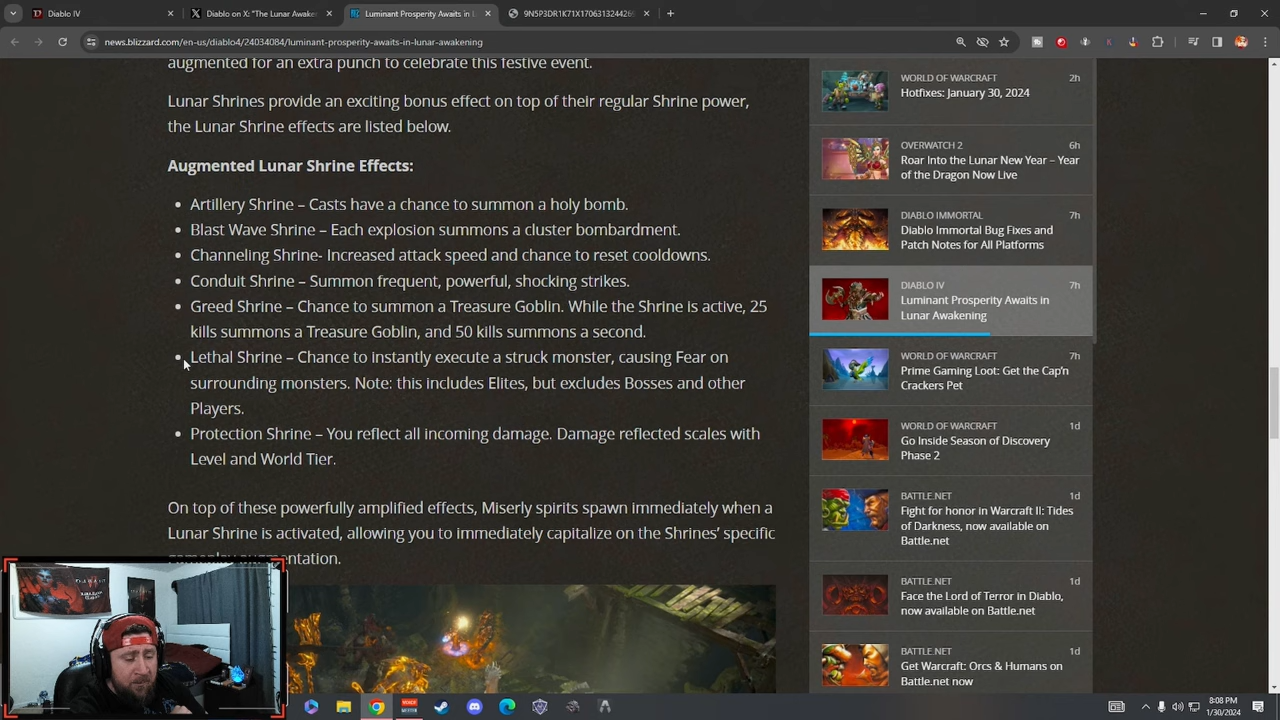 Diablo IV
Diablo on X: "The Lunar Awake
Luminant Prosperity Awaits in L
9N5P3DR1K71X1706313244265
news.blizzard.com/en-us/diablo4/24034084/luminant-prosperity-awaits-in-lunar-awakening
augmented for an extra punch to celebrate this festive event.
Lunar Shrines provide an exciting bonus effect on top of their regular Shrine power,
the Lunar Shrine effects are listed below.
Augmented Lunar Shrine Effects:
Artillery Shrine – Casts have a chance to summon a holy bomb.
Blast Wave Shrine – Each explosion summons a cluster bombardment.
Channeling Shrine- Increased attack speed and chance to reset cooldowns.
Conduit Shrine – Summon frequent, powerful, shocking strikes.
Greed Shrine – Chance to summon a Treasure Goblin. While the Shrine is active, 25
kills summons a Treasure Goblin, and 50 kills summons a second.
Lethal Shrine – Chance to instantly execute a struck monster, causing Fear on
surrounding monsters. Note: this includes Elites, but excludes Bosses and other
Players.
Protection Shrine – You reflect all incoming damage. Damage reflected scales with
Level and World Tier.
On top of these powerfully amplified effects, Miserly spirits spawn immediately when a
Lunar Shrine is activated, allowing you to immediately capitalize on the Shrines' specific
WORLD OF WARCRAFT 2h
Hotfixes: January 30, 2024
OVERWATCH 2 6h
Roar Into the Lunar New Year – Year
of the Dragon Now Live
DIABLO IMMORTAL 7h
Diablo Immortal Bug Fixes and
Patch Notes for All Platforms
DIABLO IV 7h
Luminant Prosperity Awaits in
Lunar Awakening
WORLD OF WARCRAFT 7h
Prime Gaming Loot: Get the Cap'n
Crackers Pet
WORLD OF WARCRAFT 1d
Go Inside Season of Discovery
Phase 2
BATTLE.NET 1d
Fight for honor in Warcraft II: Tides
of Darkness, now available on
Battle.net
BATTLE.NET 1d
Face the Lord of Terror in Diablo,
now available on Battle.net
BATTLE.NET 1d
Get Warcraft: Orcs & Humans on
Battle.net now
8:08 PM
1/30/2024